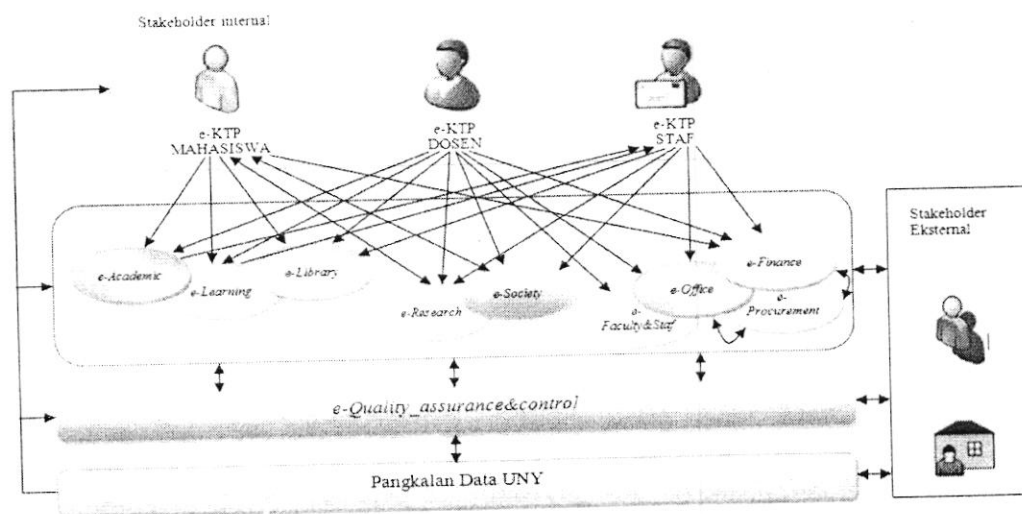 Stakeholder internal
e-KTP
MAHASISWA
e-KTP
DOSEN
e-KTP
STAF
Stakeholder
Eksternal
e-Academic
e-Learning
e-Library
e-Research
e-Society
e-
Faculty&Staf
e-Office
e-Finance
e-
Procurement
e-Quality_assurance&control
Pangkalan Data UNY